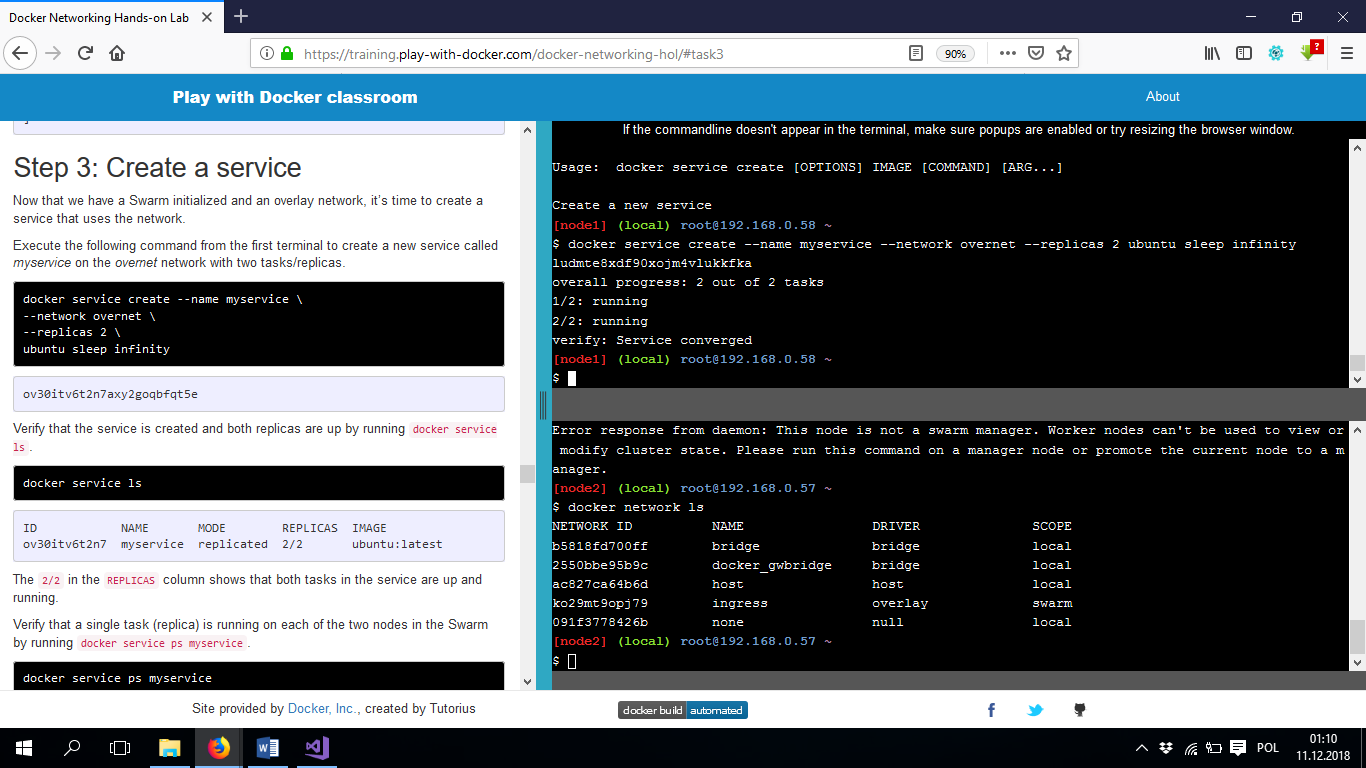 Docker Networking Hands-on Lab
https://training.play-with-docker.com/docker-networking-hol/#task3
90%
?
Play with Docker classroom
About
Step 3: Create a service
Now that we have a Swarm initialized and an overlay network, it's time to create a
service that uses the network.
Execute the following command from the first terminal to create a new service called
myservice on the overnet network with two tasks/replicas.
docker service create --name myservice \
--network overnet \
--replicas 2 \
ubuntu sleep infinity
ov30itv6t2n7axy2goqbfqt5e
Verify that the service is created and both replicas are up by running docker service
ls .
docker service ls
ID NAME MODE REPLICAS IMAGE
ov30itv6t2n7 myservice replicated 2/2 ubuntu:latest
The 2/2 in the REPLICAS column shows that both tasks in the service are up and
running.
Verify that a single task (replica) is running on each of the two nodes in the Swarm
by running docker service ps myservice .
docker service ps myservice
If the commandline doesn't appear in the terminal, make sure popups are enabled or try resizing the browser window.
Usage: docker service create [OPTIONS] IMAGE [COMMAND] [ARG...]
Create a new service
[node1] (local) root@192.168.0.58 ~
$ docker service create --name myservice --network overnet --replicas 2 ubuntu sleep infinity
ludmte8xdf90xojm4vlukkfka
overall progress: 2 out of 2 tasks
1/2: running
2/2: running
verify: Service converged
[node1] (local) root@192.168.0.58 ~
$
Error response from daemon: This node is not a swarm manager. Worker nodes can't be used to view or
modify cluster state. Please run this command on a manager node or promote the current node to a m
anager.
[node2] (local) root@192.168.0.57 ~
$ docker network ls
NETWORK ID NAME DRIVER SCOPE
b5818fd700ff bridge bridge local
2550bbe95b9c docker_gwbridge bridge local
ac827ca64b6d host host local
ko29mt9opj79 ingress overlay swarm
091f3778426b none null local
[node2] (local) root@192.168.0.57 ~
$
Site provided by Docker, Inc., created by Tutorius
docker build automated
POL
01:10
11.12.2018